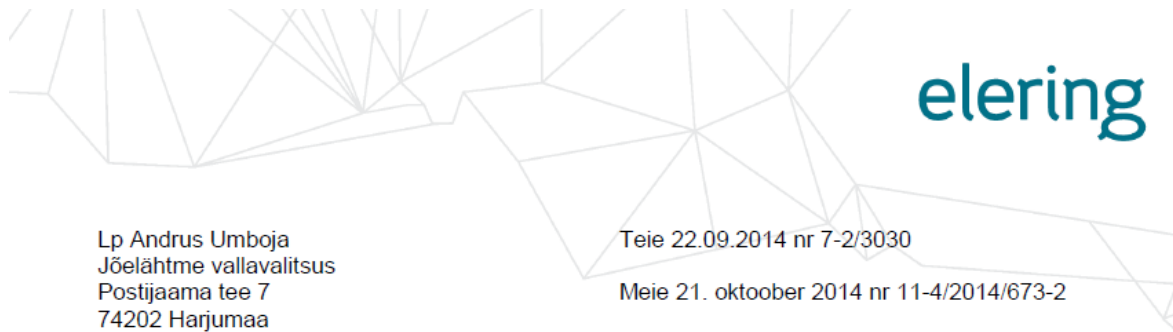 elering
Lp Andrus Umboja
Jõelähtme vallavalitsus
Postijaama tee 7
74202 Harjumaa
Teie 22.09.2014 nr 7-2/3030
Meie 21. oktoober 2014 nr 11-4/2014/673-2